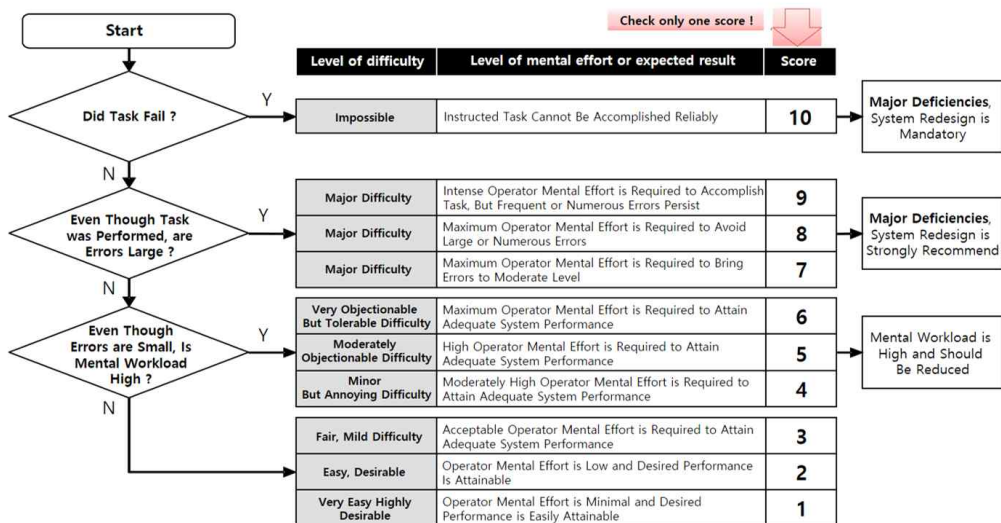 Start
Check only one score !
Level of difficulty
Level of mental effort or expected result
Score
Did Task Fail ?
Y
Impossible
Instructed Task Cannot Be Accomplished Reliably
10
Major Deficiencies,
System Redesign is
Mandatory
N
Even Though Task
was Performed, are
Errors Large ?
Y
Major Difficulty
Intense Operator Mental Effort is Required to Accomplish
Task, But Frequent or Numerous Errors Persist
9
Major Difficulty
Maximum Operator Mental Effort is Required to Avoid
Large or Numerous Errors
8
Major Difficulty
Maximum Operator Mental Effort is Required to Bring
Errors to Moderate Level
7
Major Deficiencies,
System Redesign is
Strongly Recommend
N
Even Though
Errors are Small, Is
Mental Workload
High ?
Y
Very Objectionable
But Tolerable Difficulty
Maximum Operator Mental Effort is Required to Attain
Adequate System Performance
6
Moderately
Objectionable Difficulty
High Operator Mental Effort is Required to Attain
Adequate System Performance
5
Minor
But Annoying Difficulty
Moderately High Operator Mental Effort is Required to
Attain Adequate System Performance
4
Mental Workload is
High and Should
Be Reduced
N
Fair, Mild Difficulty
Acceptable Operator Mental Effort is Required to Attain
Adequate System Performance
3
Easy, Desirable
Operator Mental Effort is Low and Desired Performance
Is Attainable
2
Very Easy Highly
Desirable
Operator Mental Effort is Minimal and Desired
Performance is Easily Attainable
1